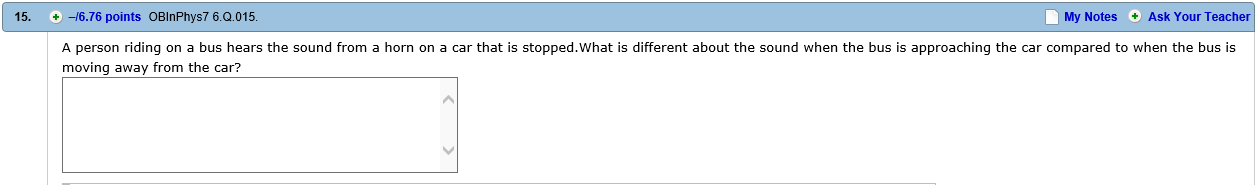 15. –/6.76 points OBInPhys7 6.Q.015. My Notes Ask Your Teacher
A person riding on a bus hears the sound from a horn on a car that is stopped.What is different about the sound when the bus is approaching the car compared to when the bus is
moving away from the car?